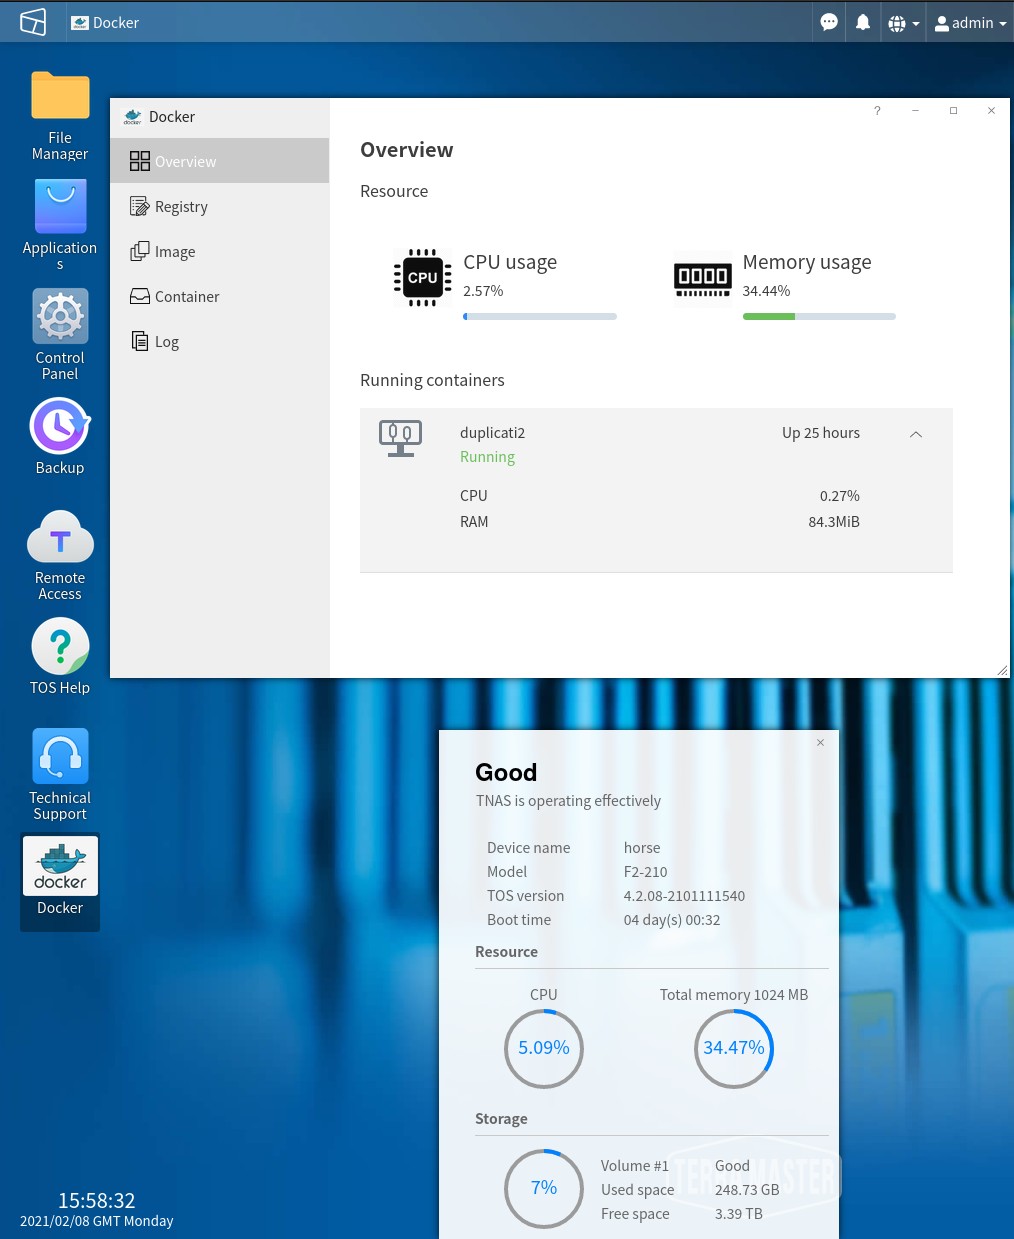 Docker
admin
File
Manager
Application
s
Control
Panel
Backup
T
Remote
Access
?
TOS Help
Technical
Support
docker
Docker
docker
Docker
?
Overview
Registry
Image
Container
Log
Overview
Resource
CPU
CPU usage
2.57%
Memory usage
34.44%
Running containers
duplicati2
Up 25 hours
Running
CPU
0.27%
RAM
84.3MiB
Good
TNAS is operating effectively
Device name
horse
Model
F2-210
TOS version
4.2.08-2101111540
Boot time
04 day(s) 00:32
Resource
CPU
Total memory 1024 MB
5.09%
34.47%
Storage
7%
Volume #1
Good
Used space
248.73 GB
Free space
3.39 TB
TERRAMASTER
15:58:32
2021/02/08 GMT Monday